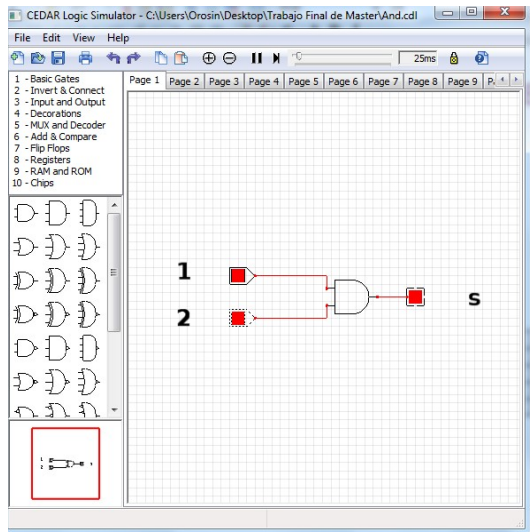 CEDAR Logic Simulator - C:\Users\Orosin\Desktop\Trabajo Final de Master\And.cdl
File Edit View Help
25ms
1 - Basic Gates
2 - Invert & Connect
3 - Input and Output
4 - Decorations
5 - MUX and Decoder
6 - Add & Compare
7 - Flip Flops
8 - Registers
9 - RAM and ROM
10 - Chips
Page 1 Page 2 Page 3 Page 4 Page 5 Page 6 Page 7 Page 8 Page 9
1
2
s